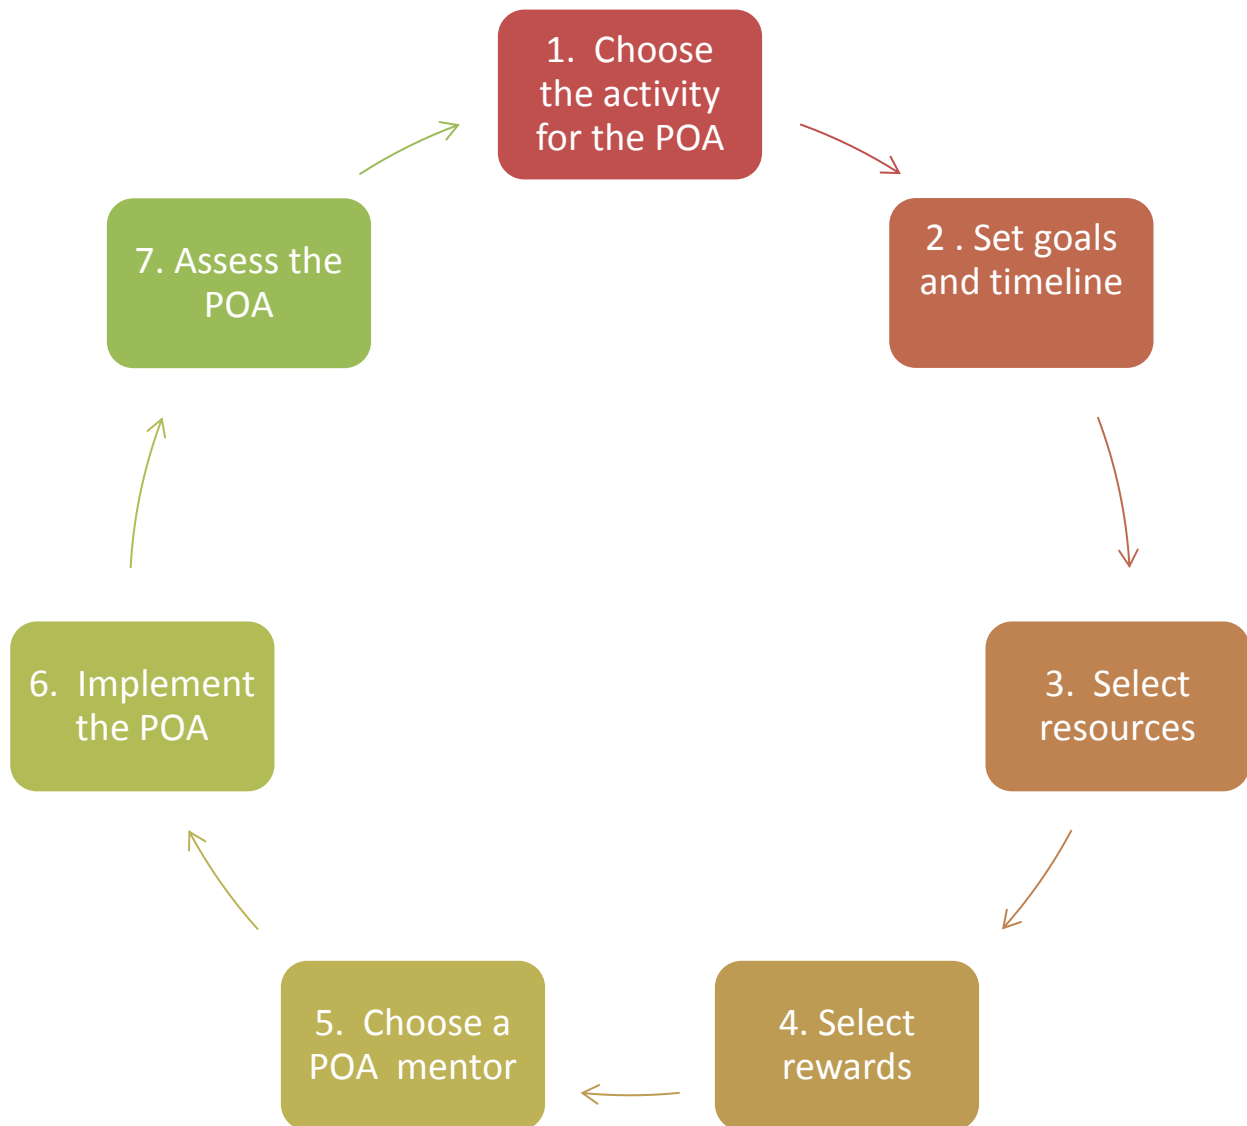 1.  Choose
the activity
for the POA
2 . Set goals
and timeline
3.  Select
resources
4. Select
rewards
5.  Choose a
POA  mentor
6.  Implement
the POA
7. Assess the
POA